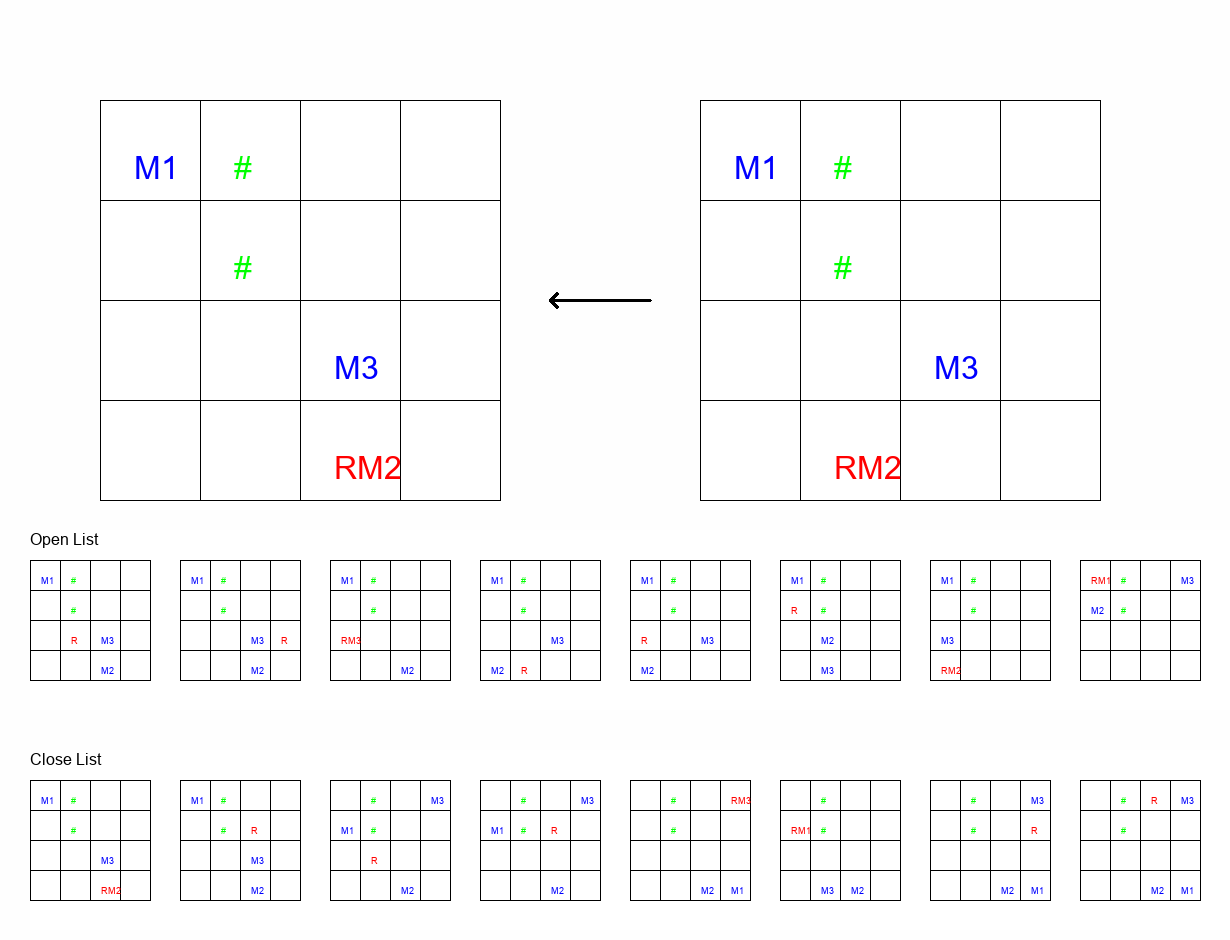 M1 # M1 #
# #
M3 M3
RM2 RM2
Open List
M1 # M1 # M1 # M1 # M1 # M1 # M1 # RM1 # M3
# # # # # R # # M2 #
R M3 M3 R RM3 M3 R M3 M2 M3
M2 M2 M2 M2 R M2 M3 RM2
Close List
M1 # M1 # # M3 # M3 # RM3 # # M3 # R M3
# # R M1 # M1 # R # RM1 # # R #
M3 M3 R
RM2 M2 M2 M2 M2 M1 M3 M2 M2 M1 M2 M1